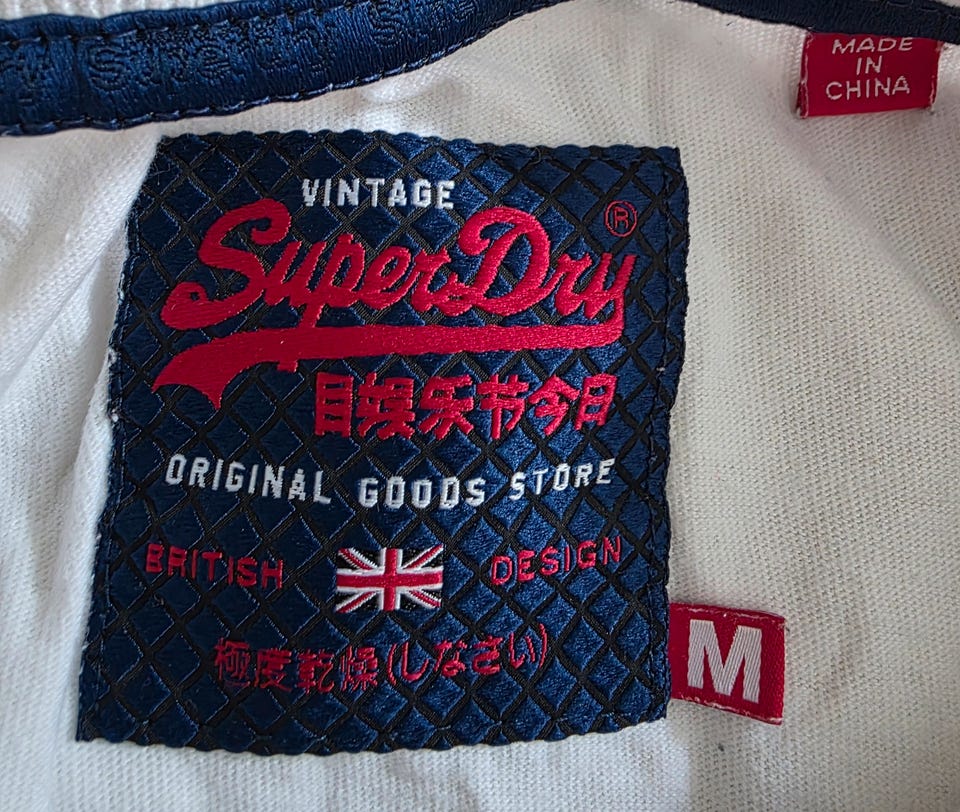 MADE
IN
CHINA
VINTAGE
SuperDry®
目娱乐节今日
ORIGINAL GOODS STORE
BRITISH DESIGN
極度乾燥(しなさい)
M